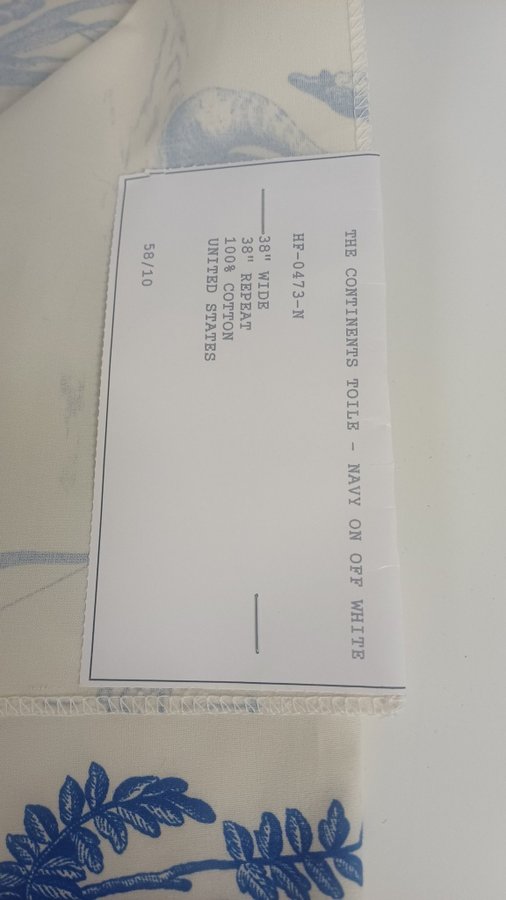 THE CONTINENTS TOILE - NAVY ON OFF WHITE
HF-0473-N
38" WIDE
38" REPEAT
100% COTTON
UNITED STATES
58/10